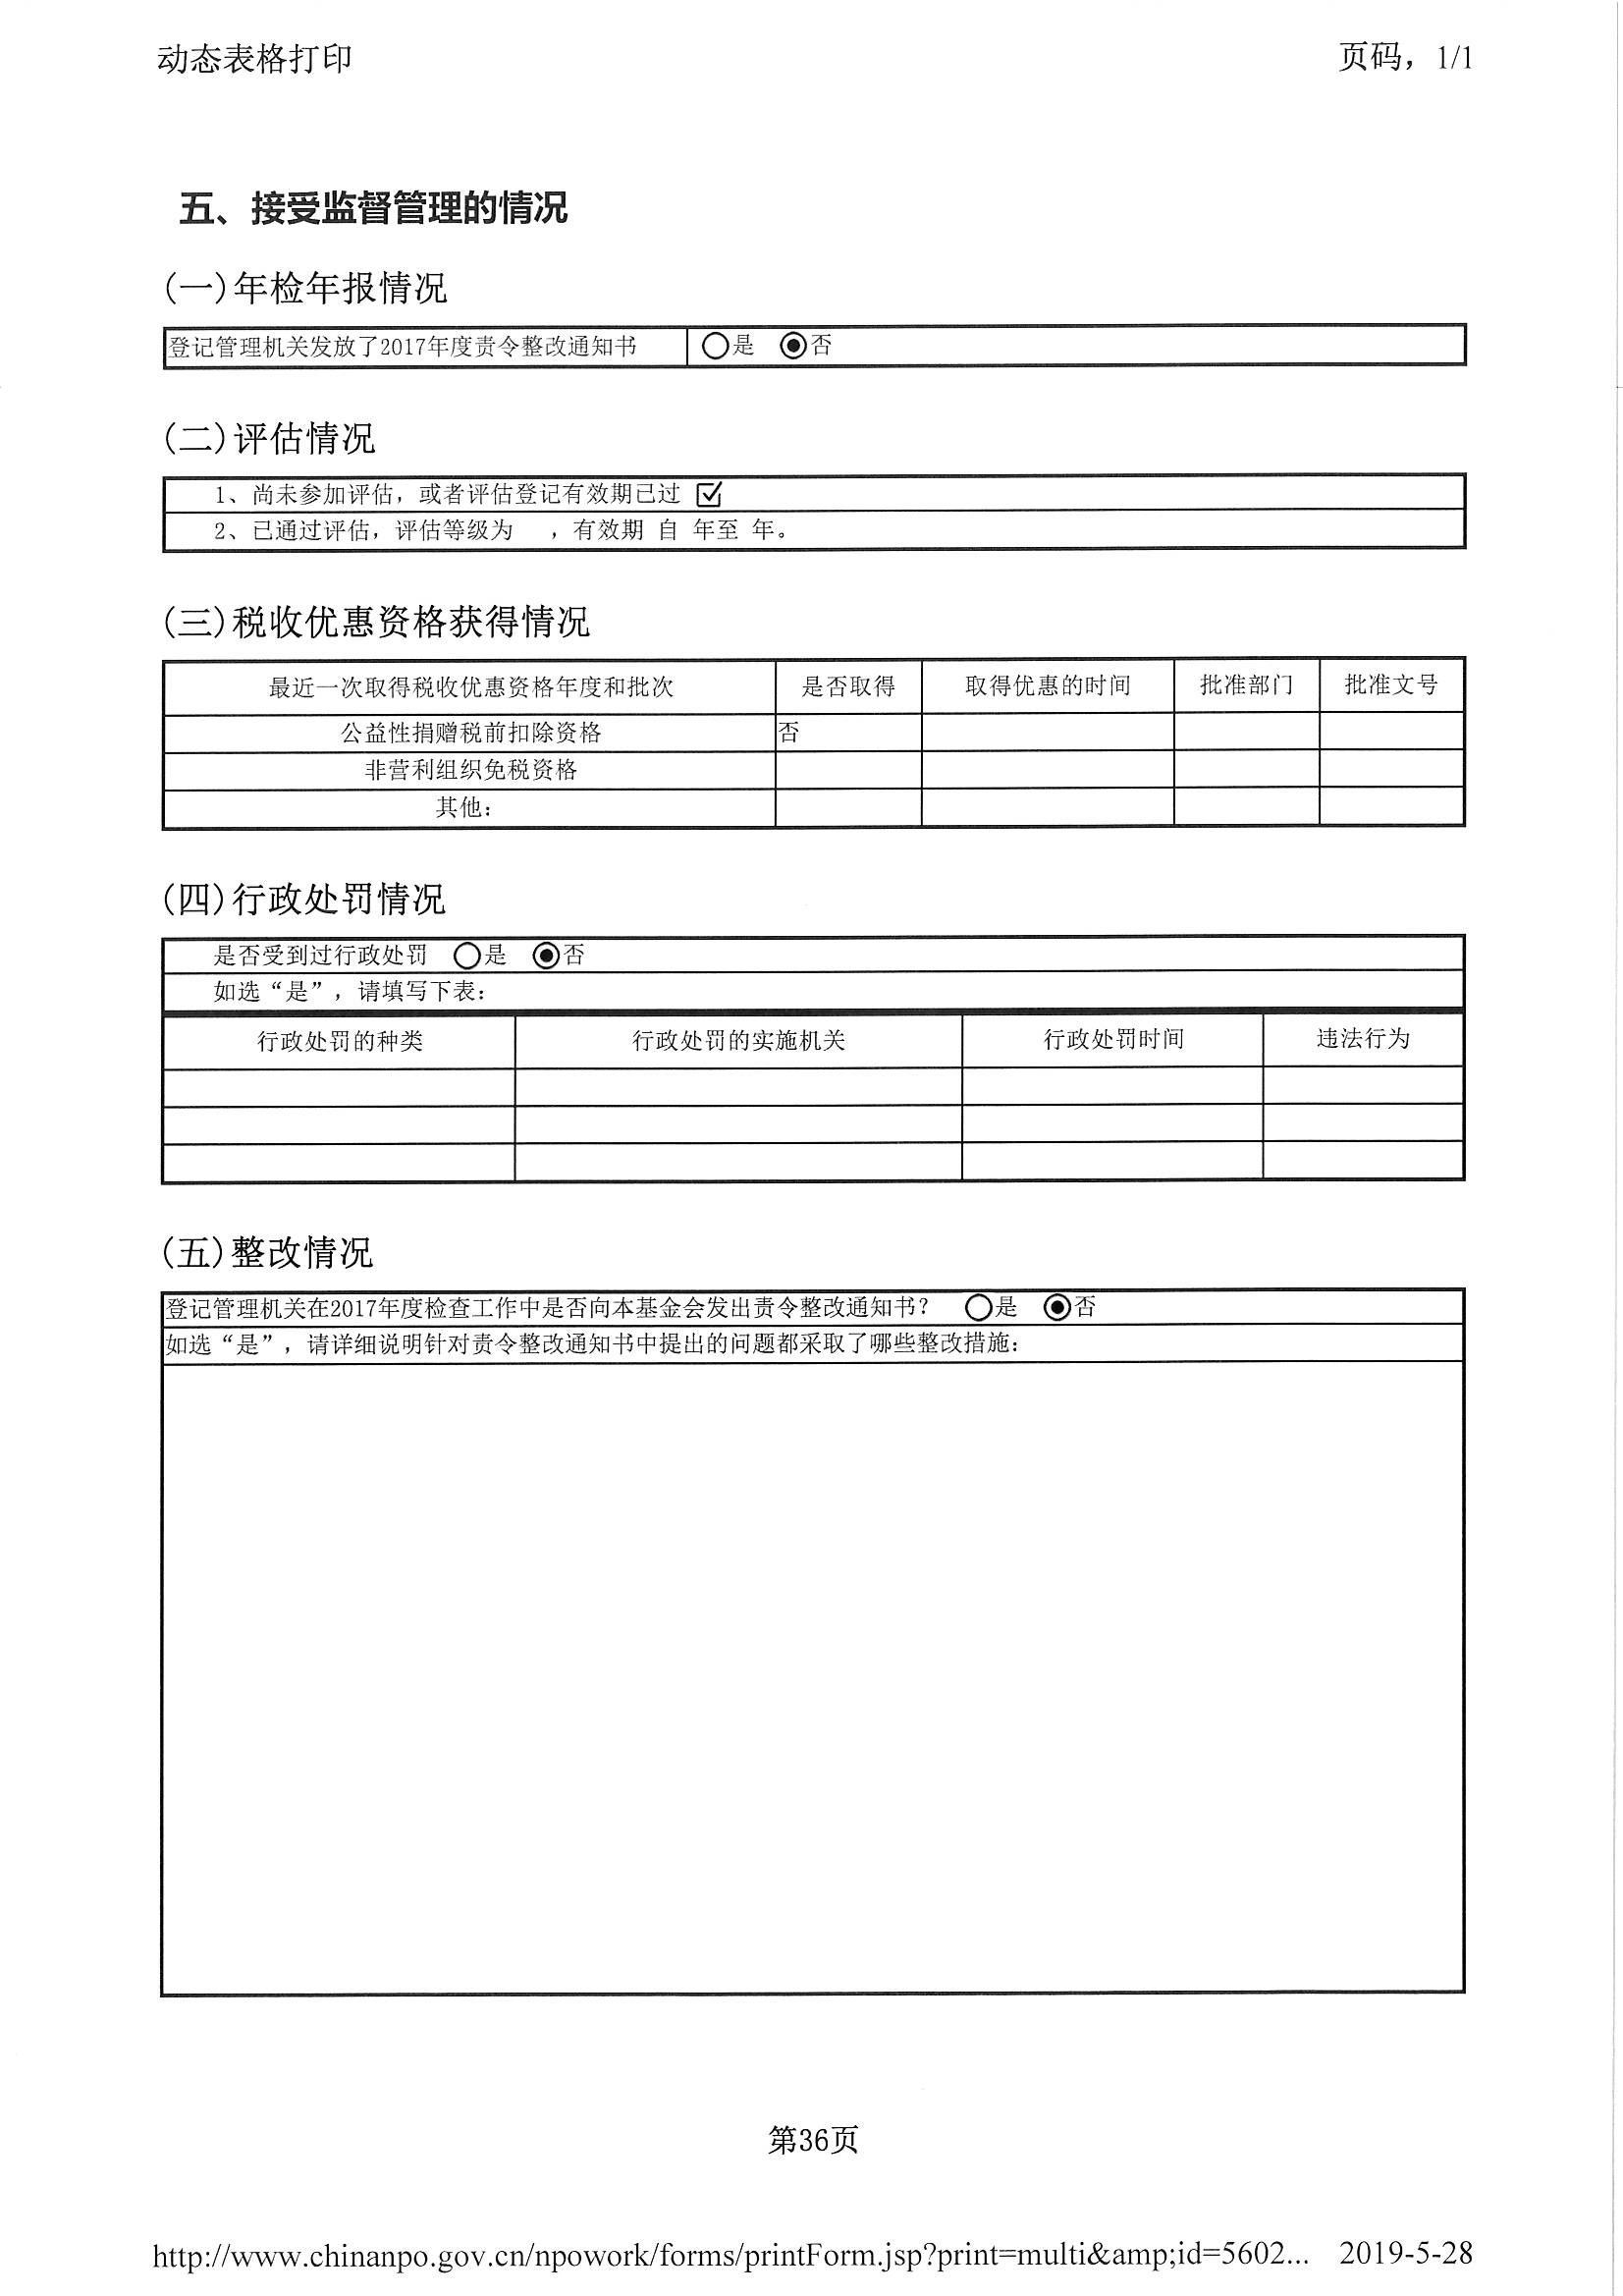 动态表格打印 页码，1/1
五、接受监督管理的情况
(一)年检年报情况
登记管理机关发放了2017年度责令整改通知书 ○是 ◉否
(二)评估情况
1、尚未参加评估，或者评估登记有效期已过 ☑
2、已通过评估，评估等级为 ，有效期 自 年至 年。
(三)税收优惠资格获得情况
最近一次取得税收优惠资格年度和批次 是否取得 取得优惠的时间 批准部门 批准文号
公益性捐赠税前扣除资格 否
非营利组织免税资格
其他：
(四)行政处罚情况
是否受到过行政处罚 ○是 ◉否
如选“是”，请填写下表：
行政处罚的种类 行政处罚的实施机关 行政处罚时间 违法行为
(五)整改情况
登记管理机关在2017年度检查工作中是否向本基金会发出责令整改通知书？ ○是 ◉否
如选“是”，请详细说明针对责令整改通知书中提出的问题都采取了哪些整改措施：
第36页
http://www.chinanpo.gov.cn/npowork/forms/printForm.jsp?print=multi&amp;id=5602... 2019-5-28